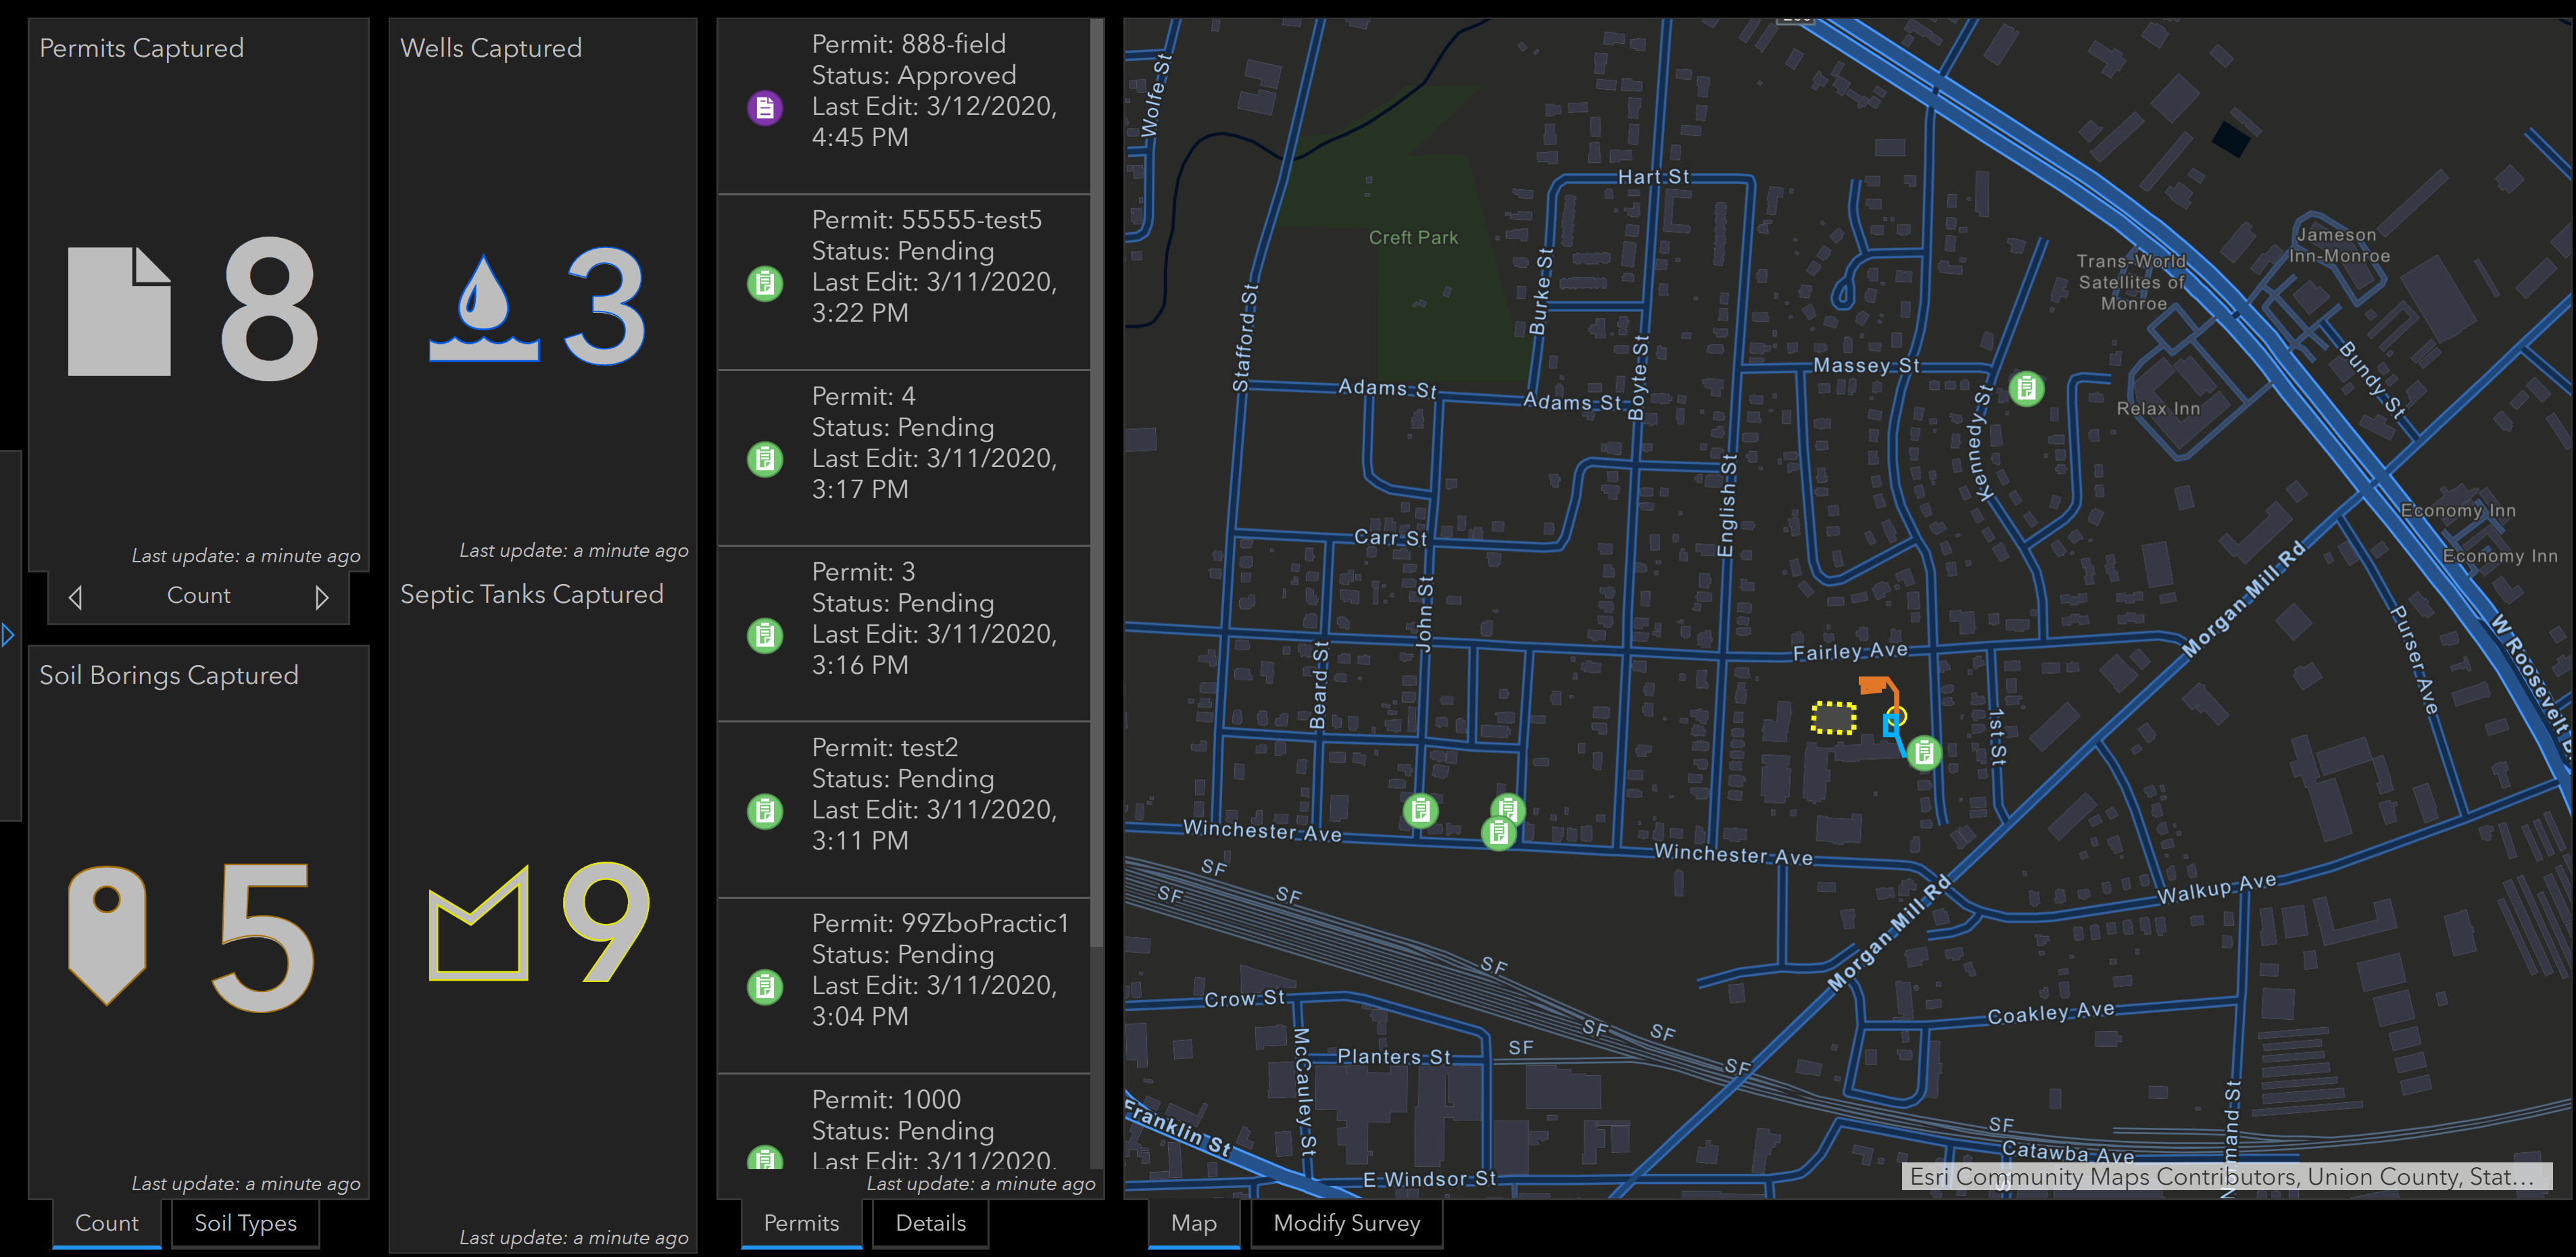 Permits Captured
8
Last update: a minute ago
Count
Soil Borings Captured
5
Last update: a minute ago
Count
Soil Types
Wells Captured
3
Last update: a minute ago
Septic Tanks Captured
9
Last update: a minute ago
Permit: 888-field
Status: Approved
Last Edit: 3/12/2020,
4:45 PM
Permit: 55555-test5
Status: Pending
Last Edit: 3/11/2020,
3:22 PM
Permit: 4
Status: Pending
Last Edit: 3/11/2020,
3:17 PM
Permit: 3
Status: Pending
Last Edit: 3/11/2020,
3:16 PM
Permit: test2
Status: Pending
Last Edit: 3/11/2020,
3:11 PM
Permit: 99ZboPractic1
Status: Pending
Last Edit: 3/11/2020,
3:04 PM
Permit: 1000
Status: Pending
Last Edit: 3/11/2020,
Last update: a minute ago
Permits
Details
Wolfe St
Hart St
Creft Park
Jameson
Inn-Monroe
Trans-World
Satellites of
Monroe
Burke St
Stafford St
Boyte St
Massey St
Bundy St
Adams St
Adams St
Relax Inn
Kennedy St
English St
Economy Inn
Carr St
Economy Inn
Morgan Mill Rd
John St
Purser Ave
W Roosevelt
Beard St
Fairley Ave
1st St
Winchester Ave
Winchester Ave
SF
SF
SF
Walkup Ave
Morgan Mill Rd
SF
Crow St
Coakley Ave
SF
SF
McCauley St
Planters St
SF
SF
Franklin St
SF
Catawba Ave
E Windsor St
Esri Community Maps Contributors, Union County, Stat...
Map
Modify Survey